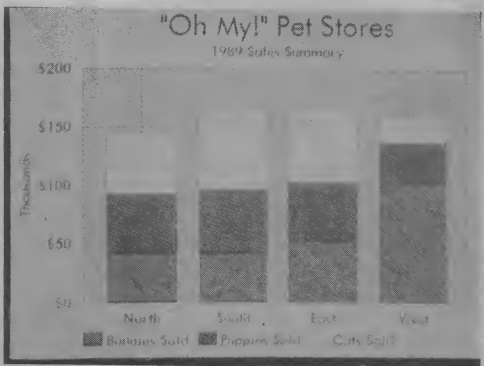 "Oh My!" Pet Stores
1989 Sales Summary
$200
$150
$100
$50
$0
Thousands
North
South
East
West
Sold
Puppies Sold
Cats Sold